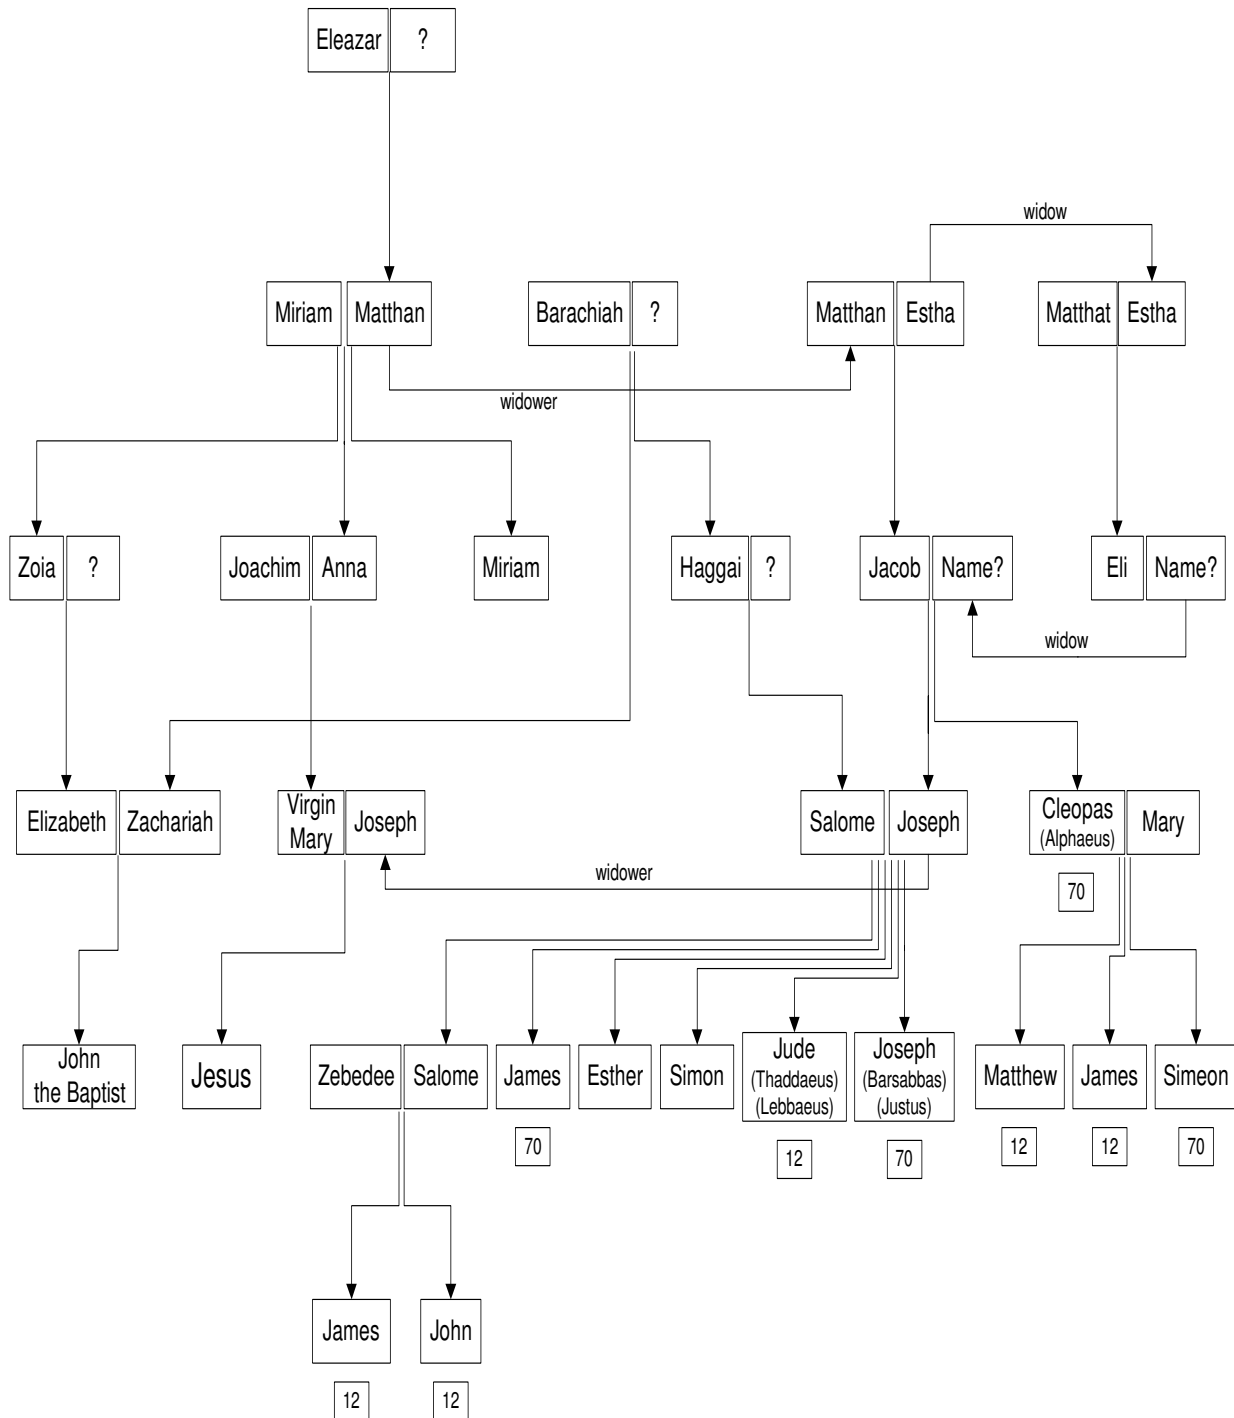 Eleazar ?
widow
Miriam Matthan Barachiah ? Matthan Estha Matthat Estha
widower
Zoia ? Joachim Anna Miriam Haggai ? Jacob Name? Eli Name?
widow
Elizabeth Zachariah Virgin Mary Joseph Salome Joseph Cleopas (Alphaeus) Mary
widower
70
John the Baptist Jesus Zebedee Salome James Esther Simon Jude (Thaddaeus) (Lebbaeus) Joseph (Barsabbas) (Justus) Matthew James Simeon
70 12 70 12 12 70
James John
12 12